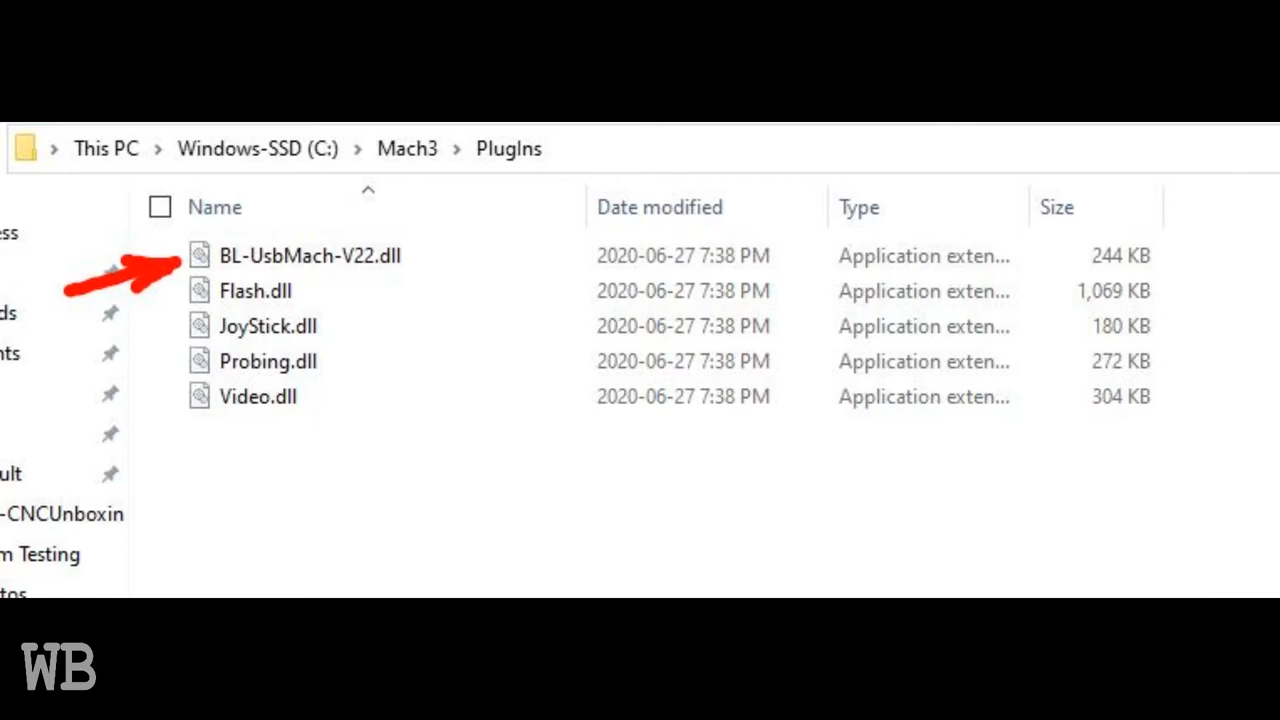 This PC > Windows-SSD (C:) > Mach3 > PlugIns
Name Date modified Type Size
ess
BL-UsbMach-V22.dll 2020-06-27 7:38 PM Application exten... 244 KB
Flash.dll 2020-06-27 7:38 PM Application exten... 1,069 KB
ds
JoyStick.dll 2020-06-27 7:38 PM Application exten... 180 KB
nts
Probing.dll 2020-06-27 7:38 PM Application exten... 272 KB
Video.dll 2020-06-27 7:38 PM Application exten... 304 KB
ult
-CNCUnboxin
m Testing
tos
WB